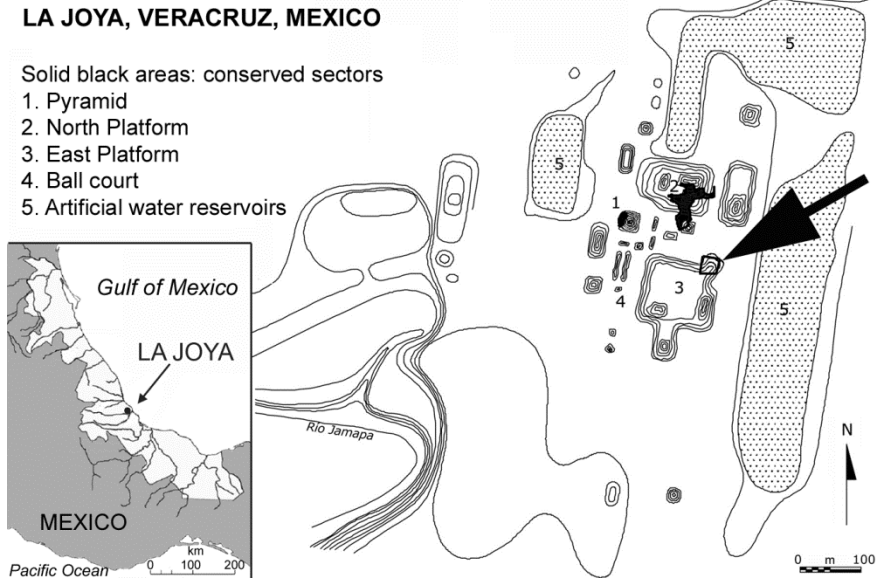 LA JOYA, VERACRUZ, MEXICO
Solid black areas: conserved sectors
1. Pyramid
2. North Platform
3. East Platform
4. Ball court
5. Artificial water reservoirs
5
5
2
1
3
4
5
Río Jamapa
N
0 m 100
Gulf of Mexico
LA JOYA
MEXICO
km
0 100 200
Pacific Ocean